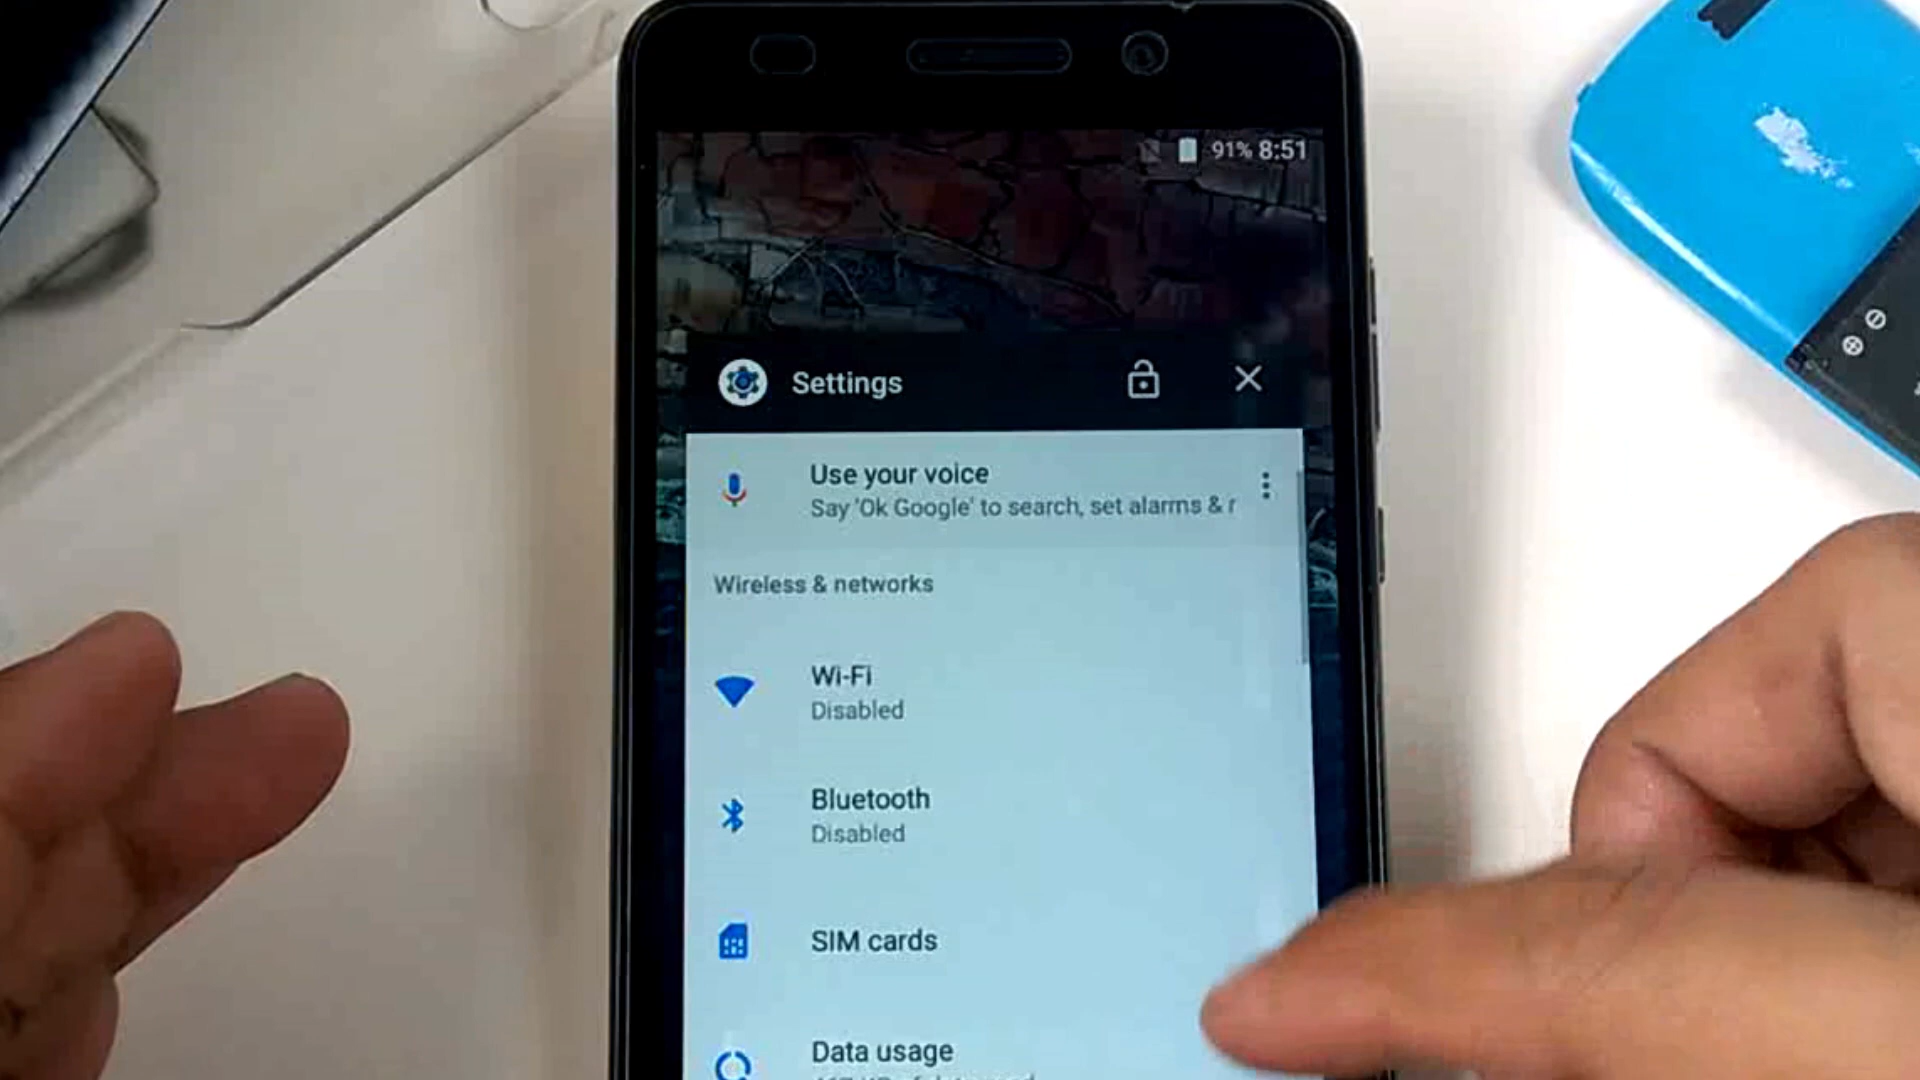 91% 8:51
Settings
Use your voice
Say 'Ok Google' to search, set alarms & r
Wireless & networks
Wi-Fi
Disabled
Bluetooth
Disabled
SIM cards
Data usage